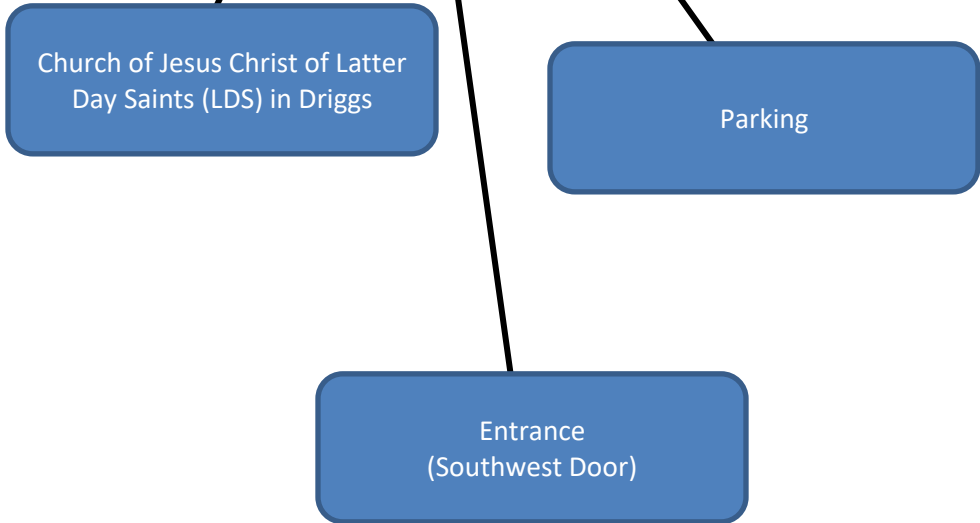 Church of Jesus Christ of Latter
Day Saints (LDS) in Driggs
Parking
Entrance
(Southwest Door)